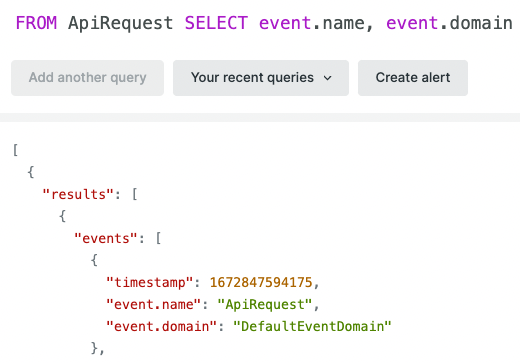 FROM ApiRequest SELECT event.name, event.domain
Add another query Your recent queries Create alert
[
{
"results": [
{
"events": [
{
"timestamp": 1672847594175,
"event.name": "ApiRequest",
"event.domain": "DefaultEventDomain"
},